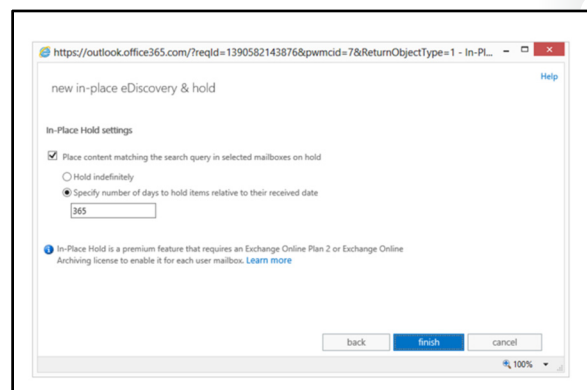 https://outlook.office365.com/?reqId=1390582143876&pwmcid=7&ReturnObjectType=1 - In-Pl...
Help
new in-place eDiscovery & hold
In-Place Hold settings
Place content matching the search query in selected mailboxes on hold
Hold indefinitely
Specify number of days to hold items relative to their received date
365
In-Place Hold is a premium feature that requires an Exchange Online Plan 2 or Exchange Online
Archiving license to enable it for each user mailbox. Learn more
back finish cancel
100%